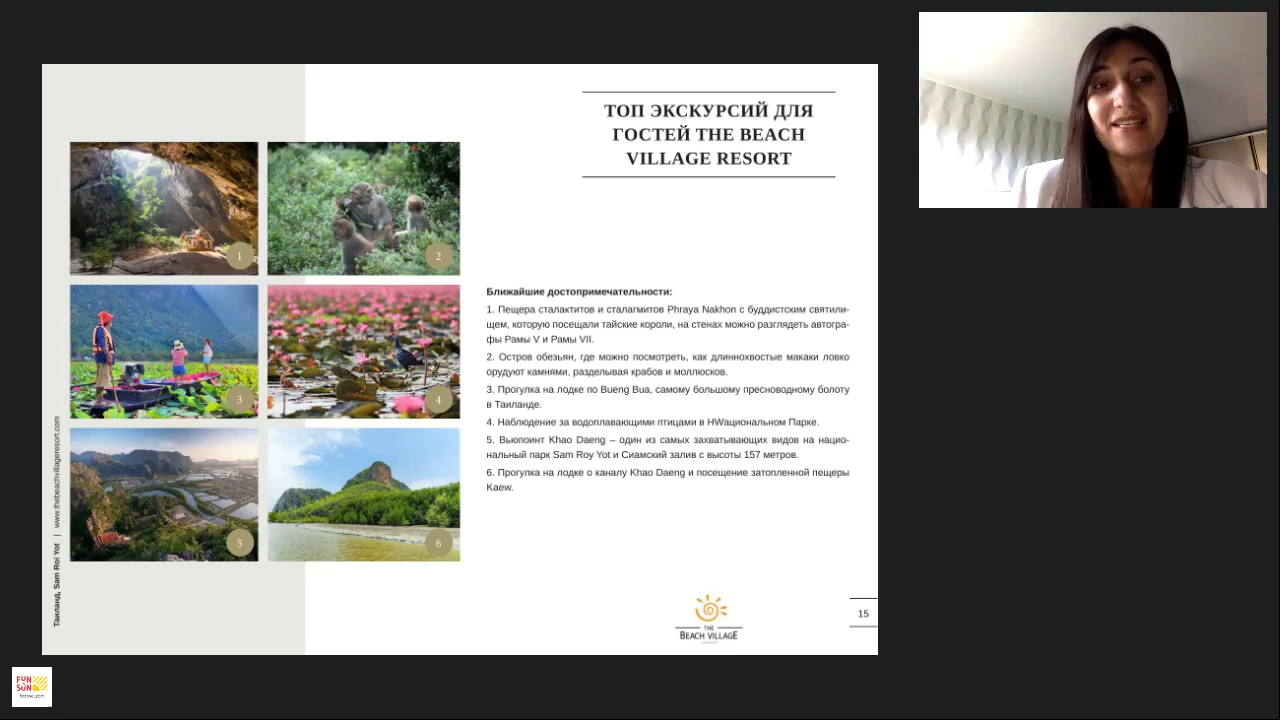 ТОП ЭКСКУРСИЙ ДЛЯ
ГОСТЕЙ THE BEACH
VILLAGE RESORT
1
2
3
4
5
6
Ближайшие достопримечательности:
1. Пещера сталактитов и сталагмитов Phraya Nakhon с буддистским святили-
щем, которую посещали тайские короли, на стенах можно разглядеть автогра-
фы Рамы V и Рамы VII.
2. Остров обезьян, где можно посмотреть, как длиннохвостые макаки ловко
орудуют камнями, разделывая крабов и моллюсков.
3. Прогулка на лодке по Bueng Bua, самому большому пресноводному болоту
в Таиланде.
4. Наблюдение за водоплавающими птицами в НWациональном Парке.
5. Вьюпоинт Khao Daeng – один из самых захватывающих видов на нацио-
нальный парк Sam Roy Yot и Сиамский залив с высоты 157 метров.
6. Прогулка на лодке о каналу Khao Daeng и посещение затопленной пещеры
Kaew.
Таиланд, Sam Roi Yot | www.thebeachvillageresort.com
THE
BEACH VILLAGE
15
FUN
&SUN